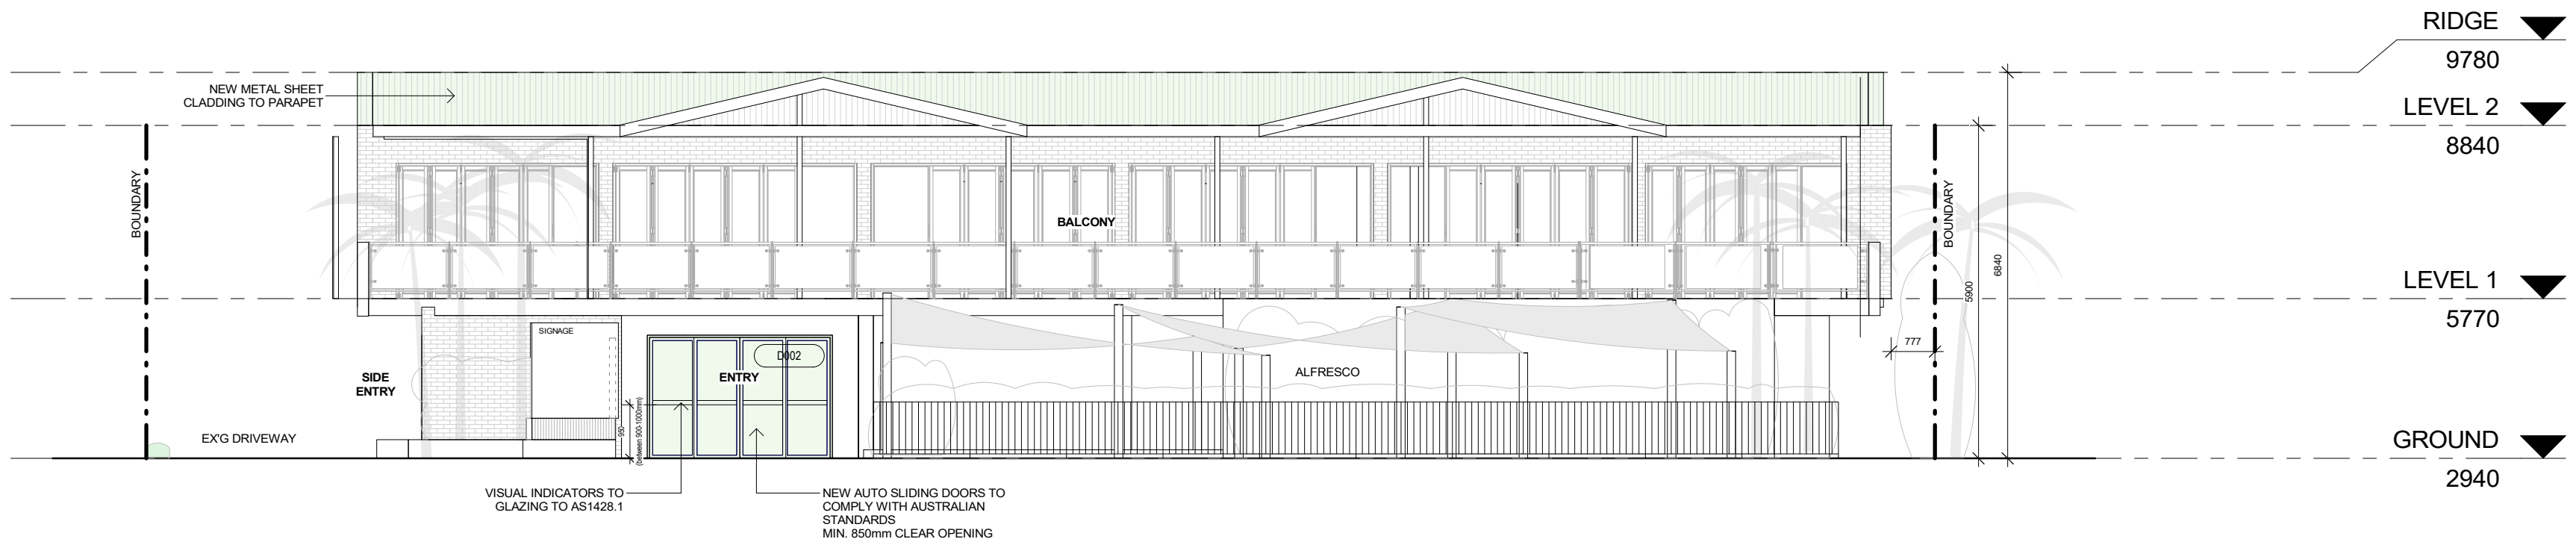 RIDGE
9780
NEW METAL SHEET
CLADDING TO PARAPET
LEVEL 2
8840
BOUNDARY
BALCONY
BOUNDARY
6840
5900
LEVEL 1
5770
SIGNAGE
777
D002
SIDE
ENTRY
ENTRY
ALFRESCO
950
(between 900-1000mm)
EX'G DRIVEWAY
GROUND
2940
VISUAL INDICATORS TO
GLAZING TO AS1428.1
NEW AUTO SLIDING DOORS TO
COMPLY WITH AUSTRALIAN
STANDARDS
MIN. 850mm CLEAR OPENING